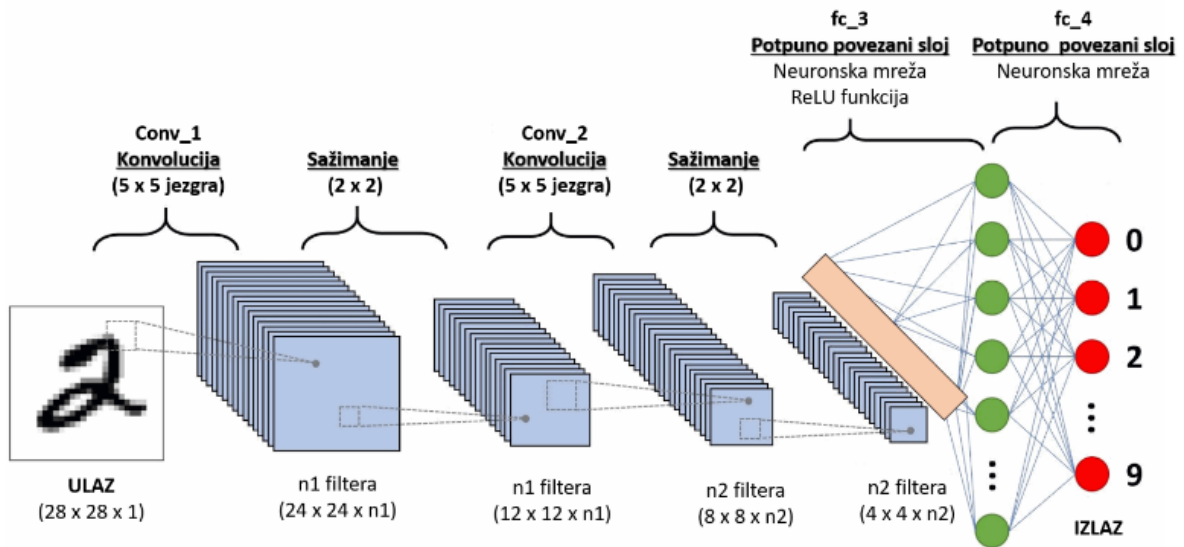 fc_3
Potpuno povezani sloj
Neuronska mreža
ReLU funkcija
fc_4
Potpuno povezani sloj
Neuronska mreža
Conv_1
Konvolucija
(5 x 5 jezgra)
Sažimanje
(2 x 2)
Conv_2
Konvolucija
(5 x 5 jezgra)
Sažimanje
(2 x 2)
0
1
2
9
ULAZ
(28 x 28 x 1)
n1 filtera
(24 x 24 x n1)
n1 filtera
(12 x 12 x n1)
n2 filtera
(8 x 8 x n2)
n2 filtera
(4 x 4 x n2)
IZLAZ